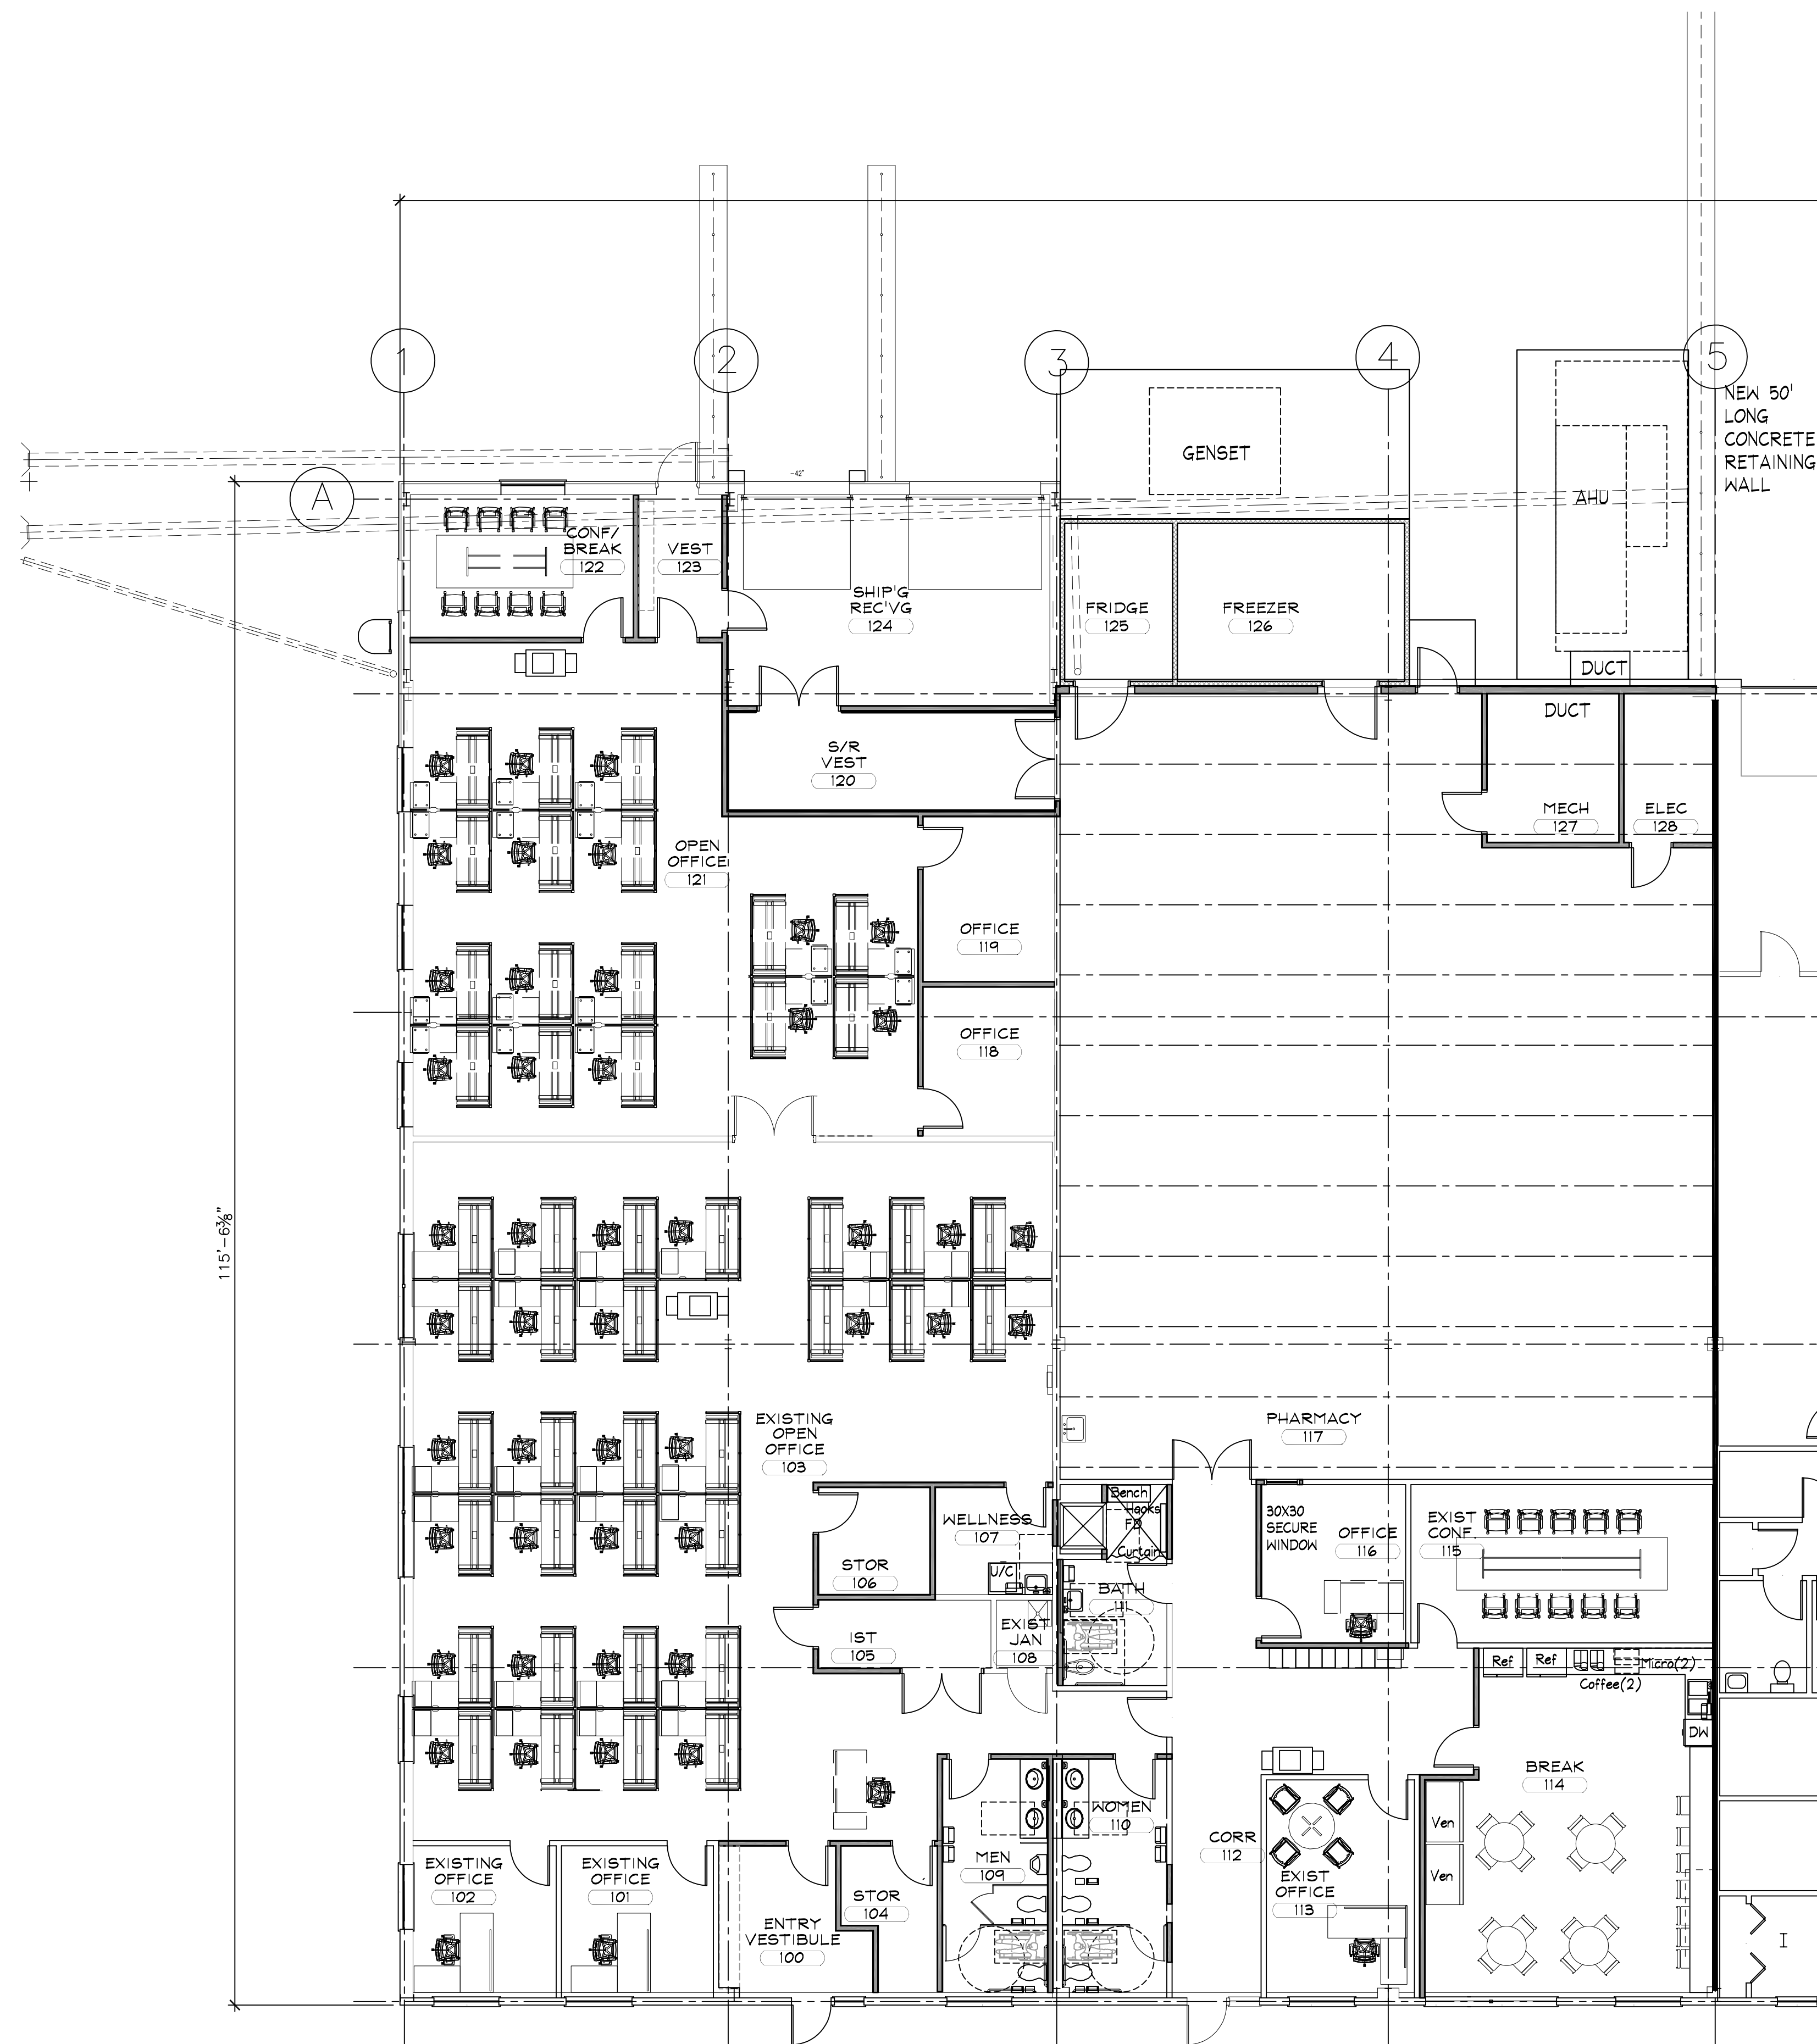 1
2
3
4
5
NEW 50'
LONG
CONCRETE
RETAINING
WALL
GENSET
-42"
A
AHU
CONF/
BREAK
122
VEST
123
SHIP'G
REC'VG
124
FRIDGE
125
FREEZER
126
DUCT
DUCT
S/R
VEST
120
MECH
127
ELEC
128
OPEN
OFFICE
121
OFFICE
119
OFFICE
118
115'-6⅜"
EXISTING
OPEN
OFFICE
103
PHARMACY
117
Bench
Hooks
FD
Curtain
30X30
SECURE
WINDOW
OFFICE
116
EXIST
CONF.
115
WELLNESS
107
STOR
106
U/C
BATH
111
IST
105
EXIST
JAN
108
Ref
Ref
Micro(2)
Coffee(2)
DW
BREAK
114
WOMEN
110
Ven
Ven
CORR
112
MEN
109
EXISTING
OFFICE
102
EXISTING
OFFICE
101
EXIST
OFFICE
113
STOR
104
ENTRY
VESTIBULE
100
I